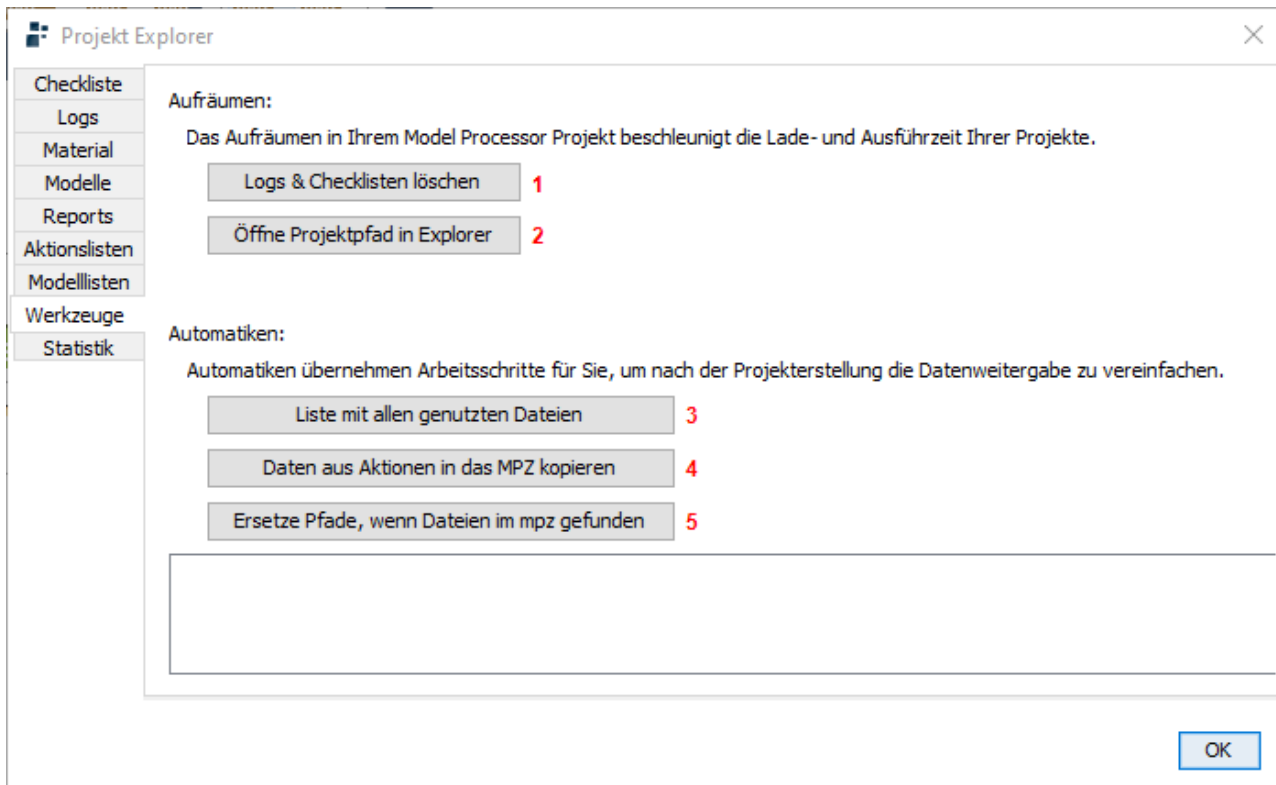 Projekt Explorer
Checkliste
Logs
Material
Modelle
Reports
Aktionslisten
Modelllisten
Werkzeuge
Statistik
Aufräumen:
Das Aufräumen in Ihrem Model Processor Projekt beschleunigt die Lade- und Ausführzeit Ihrer Projekte.
Logs & Checklisten löschen 1
Öffne Projektpfad in Explorer 2
Automatiken:
Automatiken übernehmen Arbeitsschritte für Sie, um nach der Projekterstellung die Datenweitergabe zu vereinfachen.
Liste mit allen genutzten Dateien 3
Daten aus Aktionen in das MPZ kopieren 4
Ersetze Pfade, wenn Dateien im mpz gefunden 5
OK